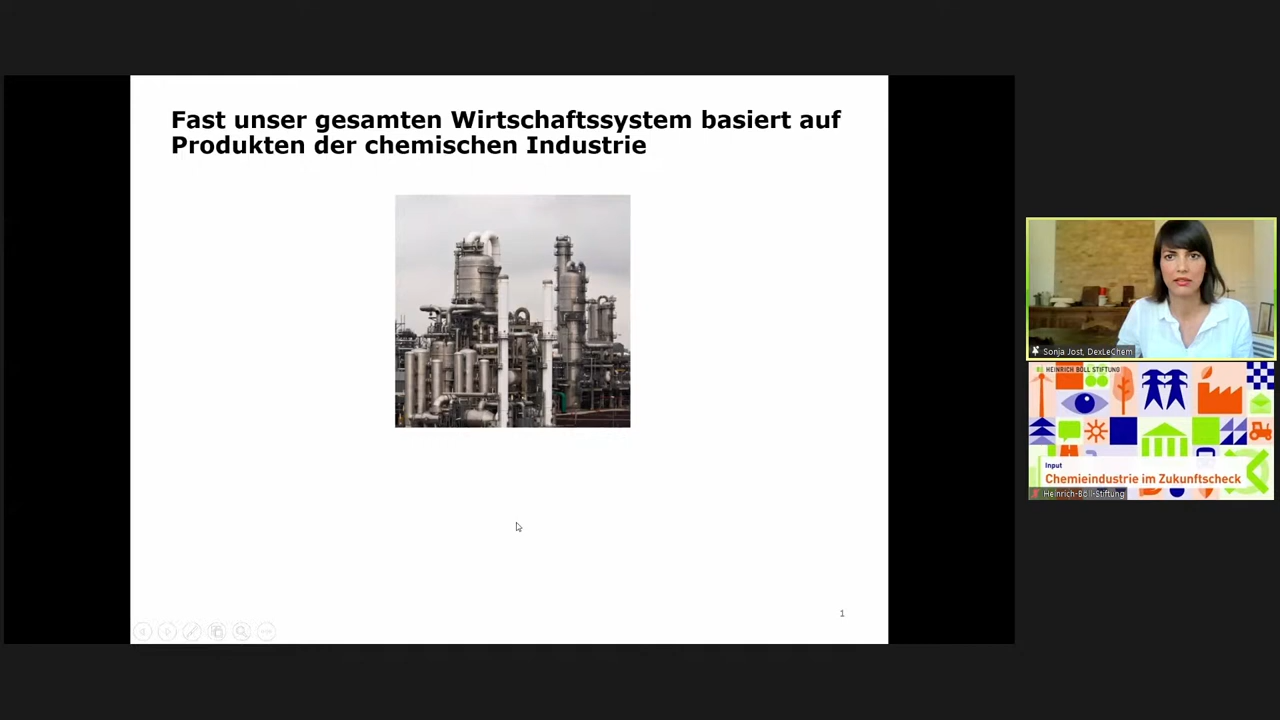 Fast unser gesamten Wirtschaftssystem basiert auf
Produkten der chemischen Industrie
1
Sonja Jost, DexLeChem
HEINRICH BÖLL STIFTUNG
Input
Chemieindustrie im Zukunftscheck
Heinrich-Böll-Stiftung